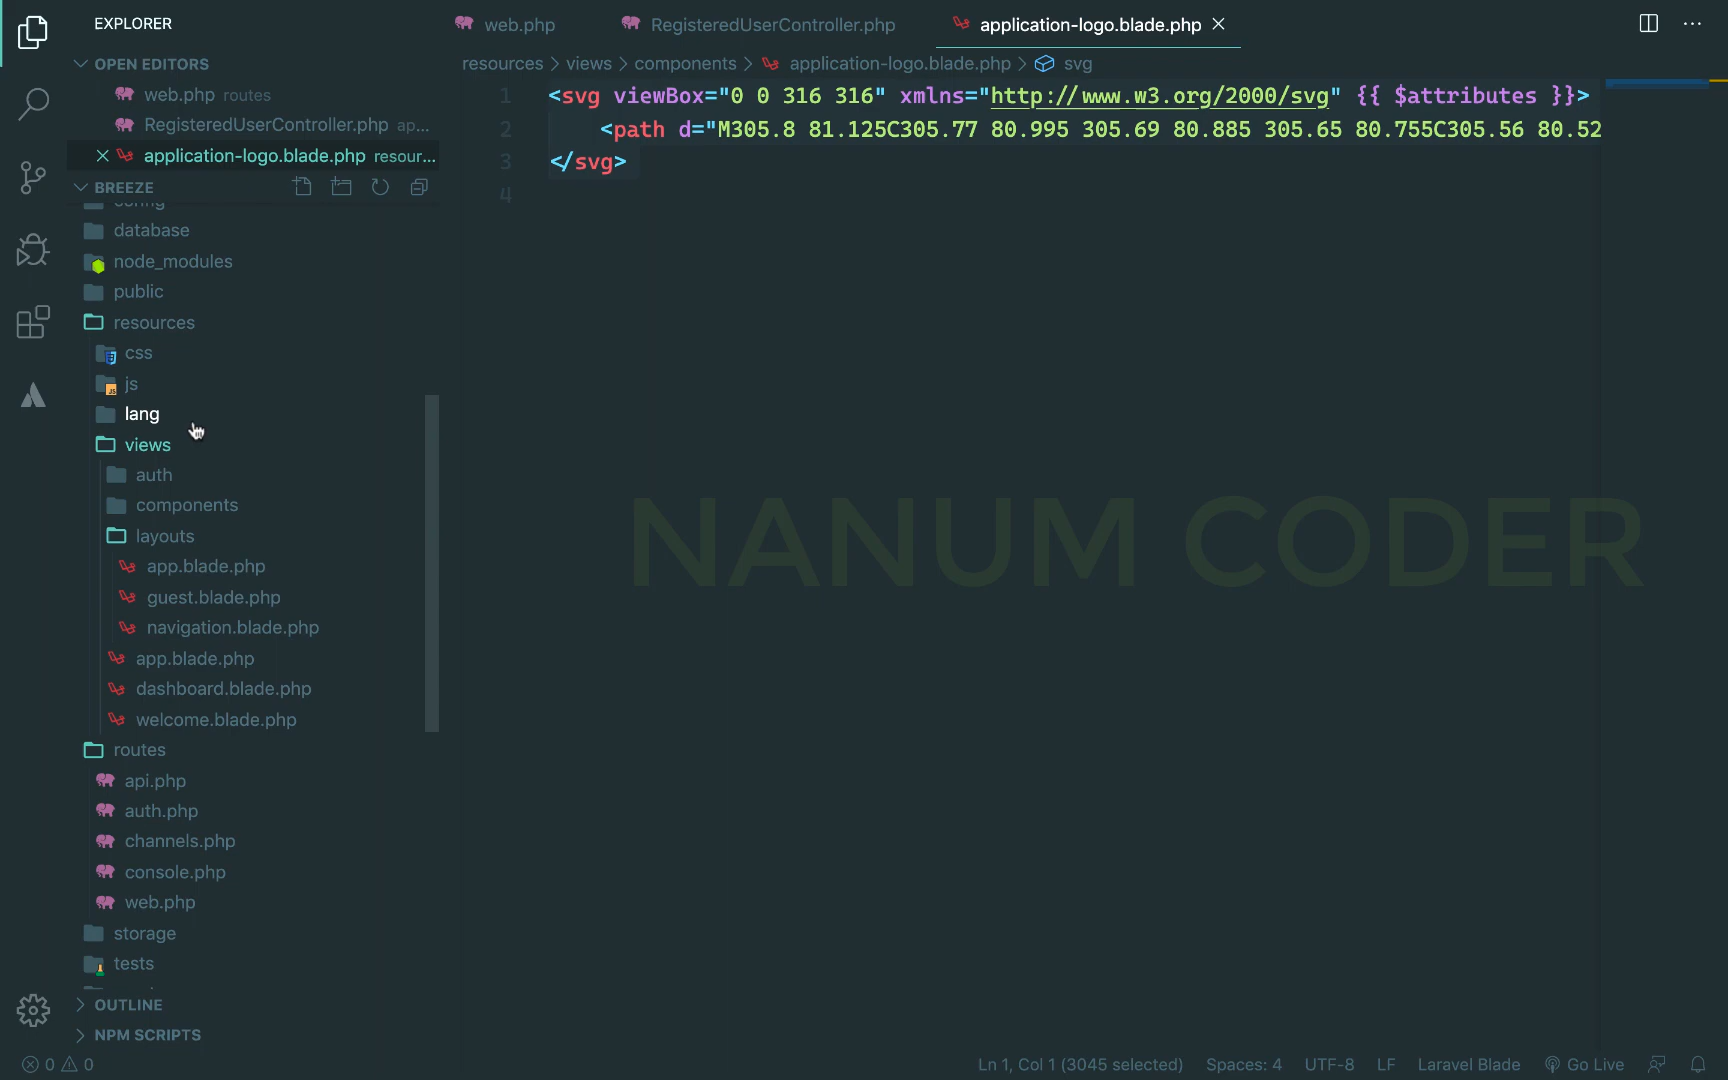 EXPLORER
OPEN EDITORS
web.php routes
RegisteredUserController.php ap...
application-logo.blade.php resour...
BREEZE
config
database
node_modules
public
resources
css
js
lang
views
auth
components
layouts
app.blade.php
guest.blade.php
navigation.blade.php
app.blade.php
dashboard.blade.php
welcome.blade.php
routes
api.php
auth.php
channels.php
console.php
web.php
storage
tests
OUTLINE
NPM SCRIPTS
web.php RegisteredUserController.php application-logo.blade.php
resources > views > components > application-logo.blade.php > svg
1 <svg viewBox="0 0 316 316" xmlns="http://www.w3.org/2000/svg" {{ $attributes }}>
2 <path d="M305.8 81.125C305.77 80.995 305.69 80.885 305.65 80.755C305.56 80.52
3 </svg>
4
NANUM CODER
0 0 Ln 1, Col 1 (3045 selected) Spaces: 4 UTF-8 LF Laravel Blade Go Live